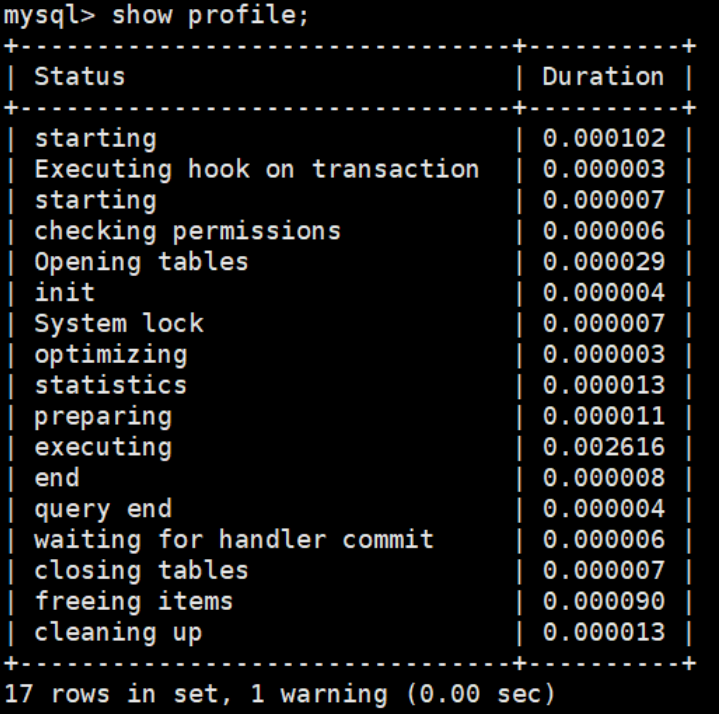 mysql> show profile;
+--------------------------------+----------+
| Status                         | Duration |
+--------------------------------+----------+
| starting                       | 0.000102 |
| Executing hook on transaction  | 0.000003 |
| starting                       | 0.000007 |
| checking permissions           | 0.000006 |
| Opening tables                 | 0.000029 |
| init                           | 0.000004 |
| System lock                    | 0.000007 |
| optimizing                     | 0.000003 |
| statistics                     | 0.000013 |
| preparing                      | 0.000011 |
| executing                      | 0.002616 |
| end                            | 0.000008 |
| query end                      | 0.000004 |
| waiting for handler commit     | 0.000006 |
| closing tables                 | 0.000007 |
| freeing items                  | 0.000090 |
| cleaning up                    | 0.000013 |
+--------------------------------+----------+
17 rows in set, 1 warning (0.00 sec)